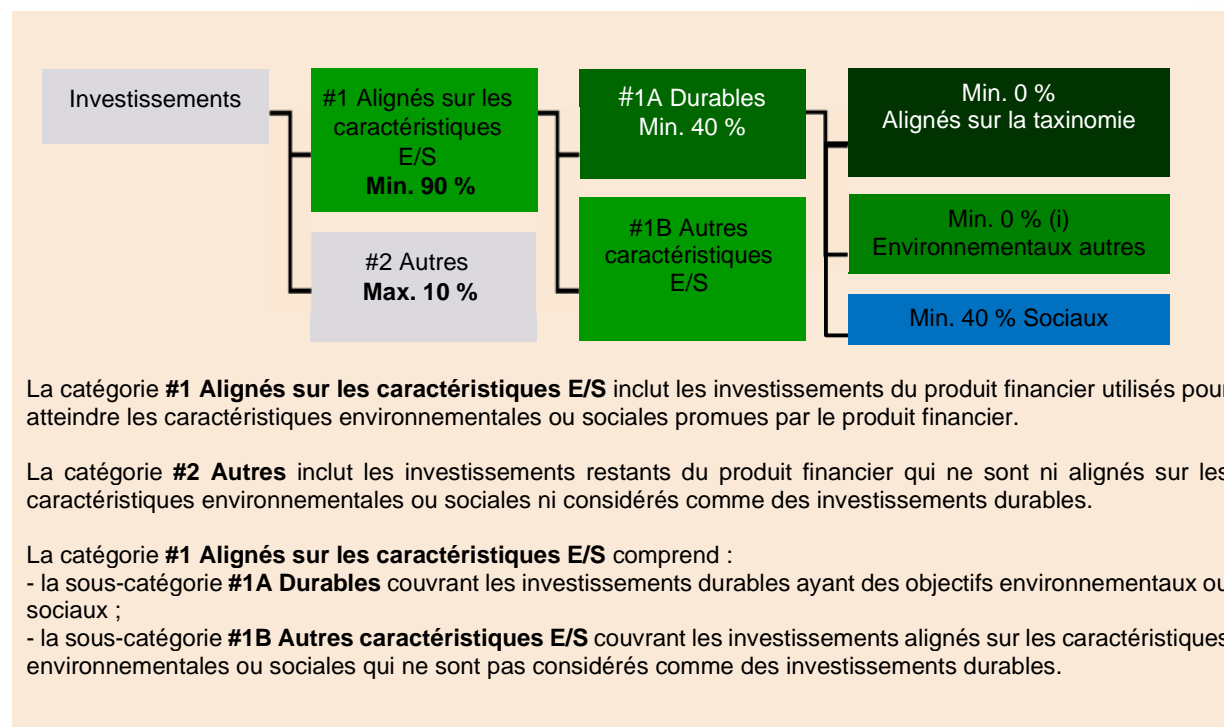 Investissements
#1 Alignés sur les
caractéristiques
E/S
Min. 90 %
#2 Autres
Max. 10 %
#1A Durables
Min. 40 %
#1B Autres
caractéristiques
E/S
Min. 0 %
Alignés sur la taxinomie
Min. 0 % (i)
Environnementaux autres
Min. 40 % Sociaux
La catégorie #1 Alignés sur les caractéristiques E/S inclut les investissements du produit financier utilisés pour
atteindre les caractéristiques environnementales ou sociales promues par le produit financier.
La catégorie #2 Autres inclut les investissements restants du produit financier qui ne sont ni alignés sur les
caractéristiques environnementales ou sociales ni considérés comme des investissements durables.
La catégorie #1 Alignés sur les caractéristiques E/S comprend :
- la sous-catégorie #1A Durables couvrant les investissements durables ayant des objectifs environnementaux ou
sociaux ;
- la sous-catégorie #1B Autres caractéristiques E/S couvrant les investissements alignés sur les caractéristiques
environnementales ou sociales qui ne sont pas considérés comme des investissements durables.